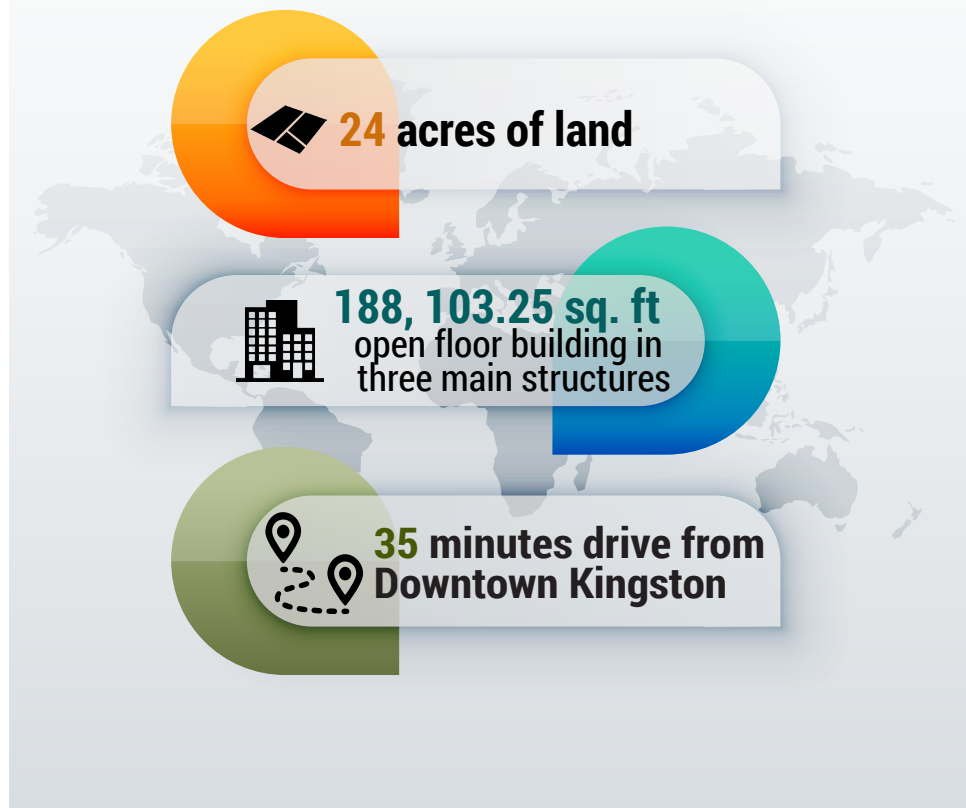 24 acres of land
188, 103.25 sq. ft
open floor building in
three main structures
35 minutes drive from
Downtown Kingston